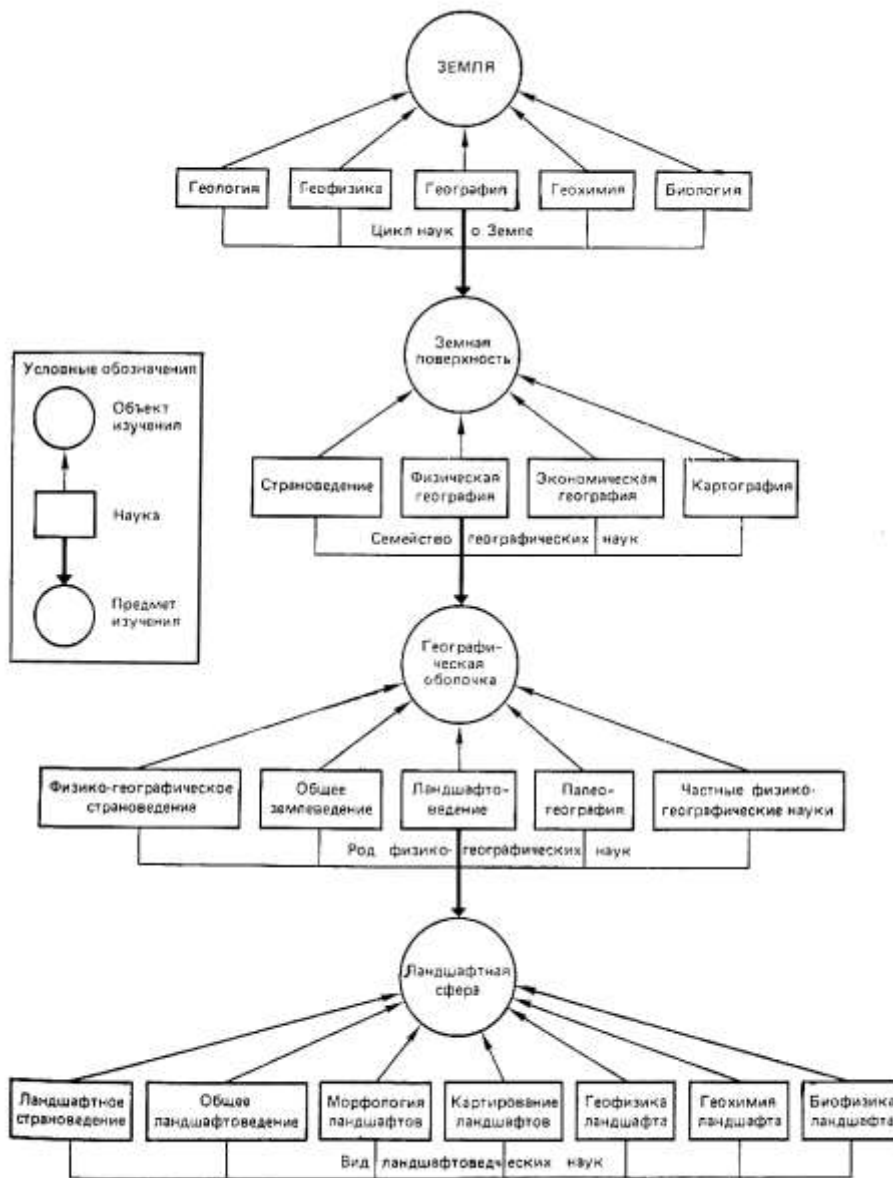 ЗЕМЛЯ
Геология
Геофизика
География
Геохимия
Биология
Цикл наук о Земле
Земная
поверхность
Условные обозначения
Объект
изучения
Наука
Предмет
изучения
Страноведение
Физическая
география
Экономическая
география
Картография
Семейство географических наук
Географи-
ческая
оболочка
Физико-географическое
страноведение
Общее
землеведение
Ландшафто-
ведение
Палео-
география
Частные физико-
географические науки
Род физико-географических наук
Ландшафтная
сфера
Ландшафтное
страноведение
Общее
ландшафтоведение
Морфология
ландшафтов
Картирование
ландшафтов
Геофизика
ландшафта
Геохимия
ландшафта
Биофизика
ландшафта
Вид ландшафтоведческих наук